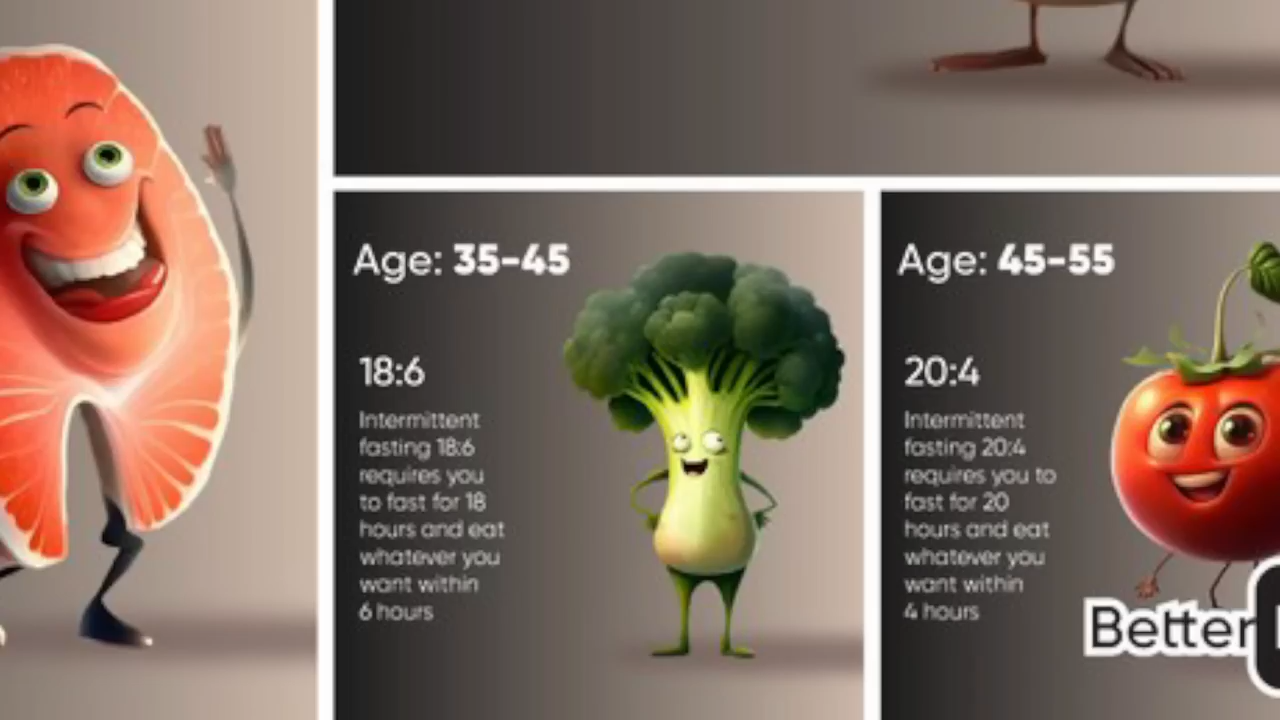 Age: 35-45
18:6
Intermittent
fasting 18:6
requires you
to fast for 18
hours and eat
whatever you
want within
6 hours
Age: 45-55
20:4
Intermittent
fasting 20:4
requires you to
fast for 20
hours and eat
whatever you
want within
4 hours
Better